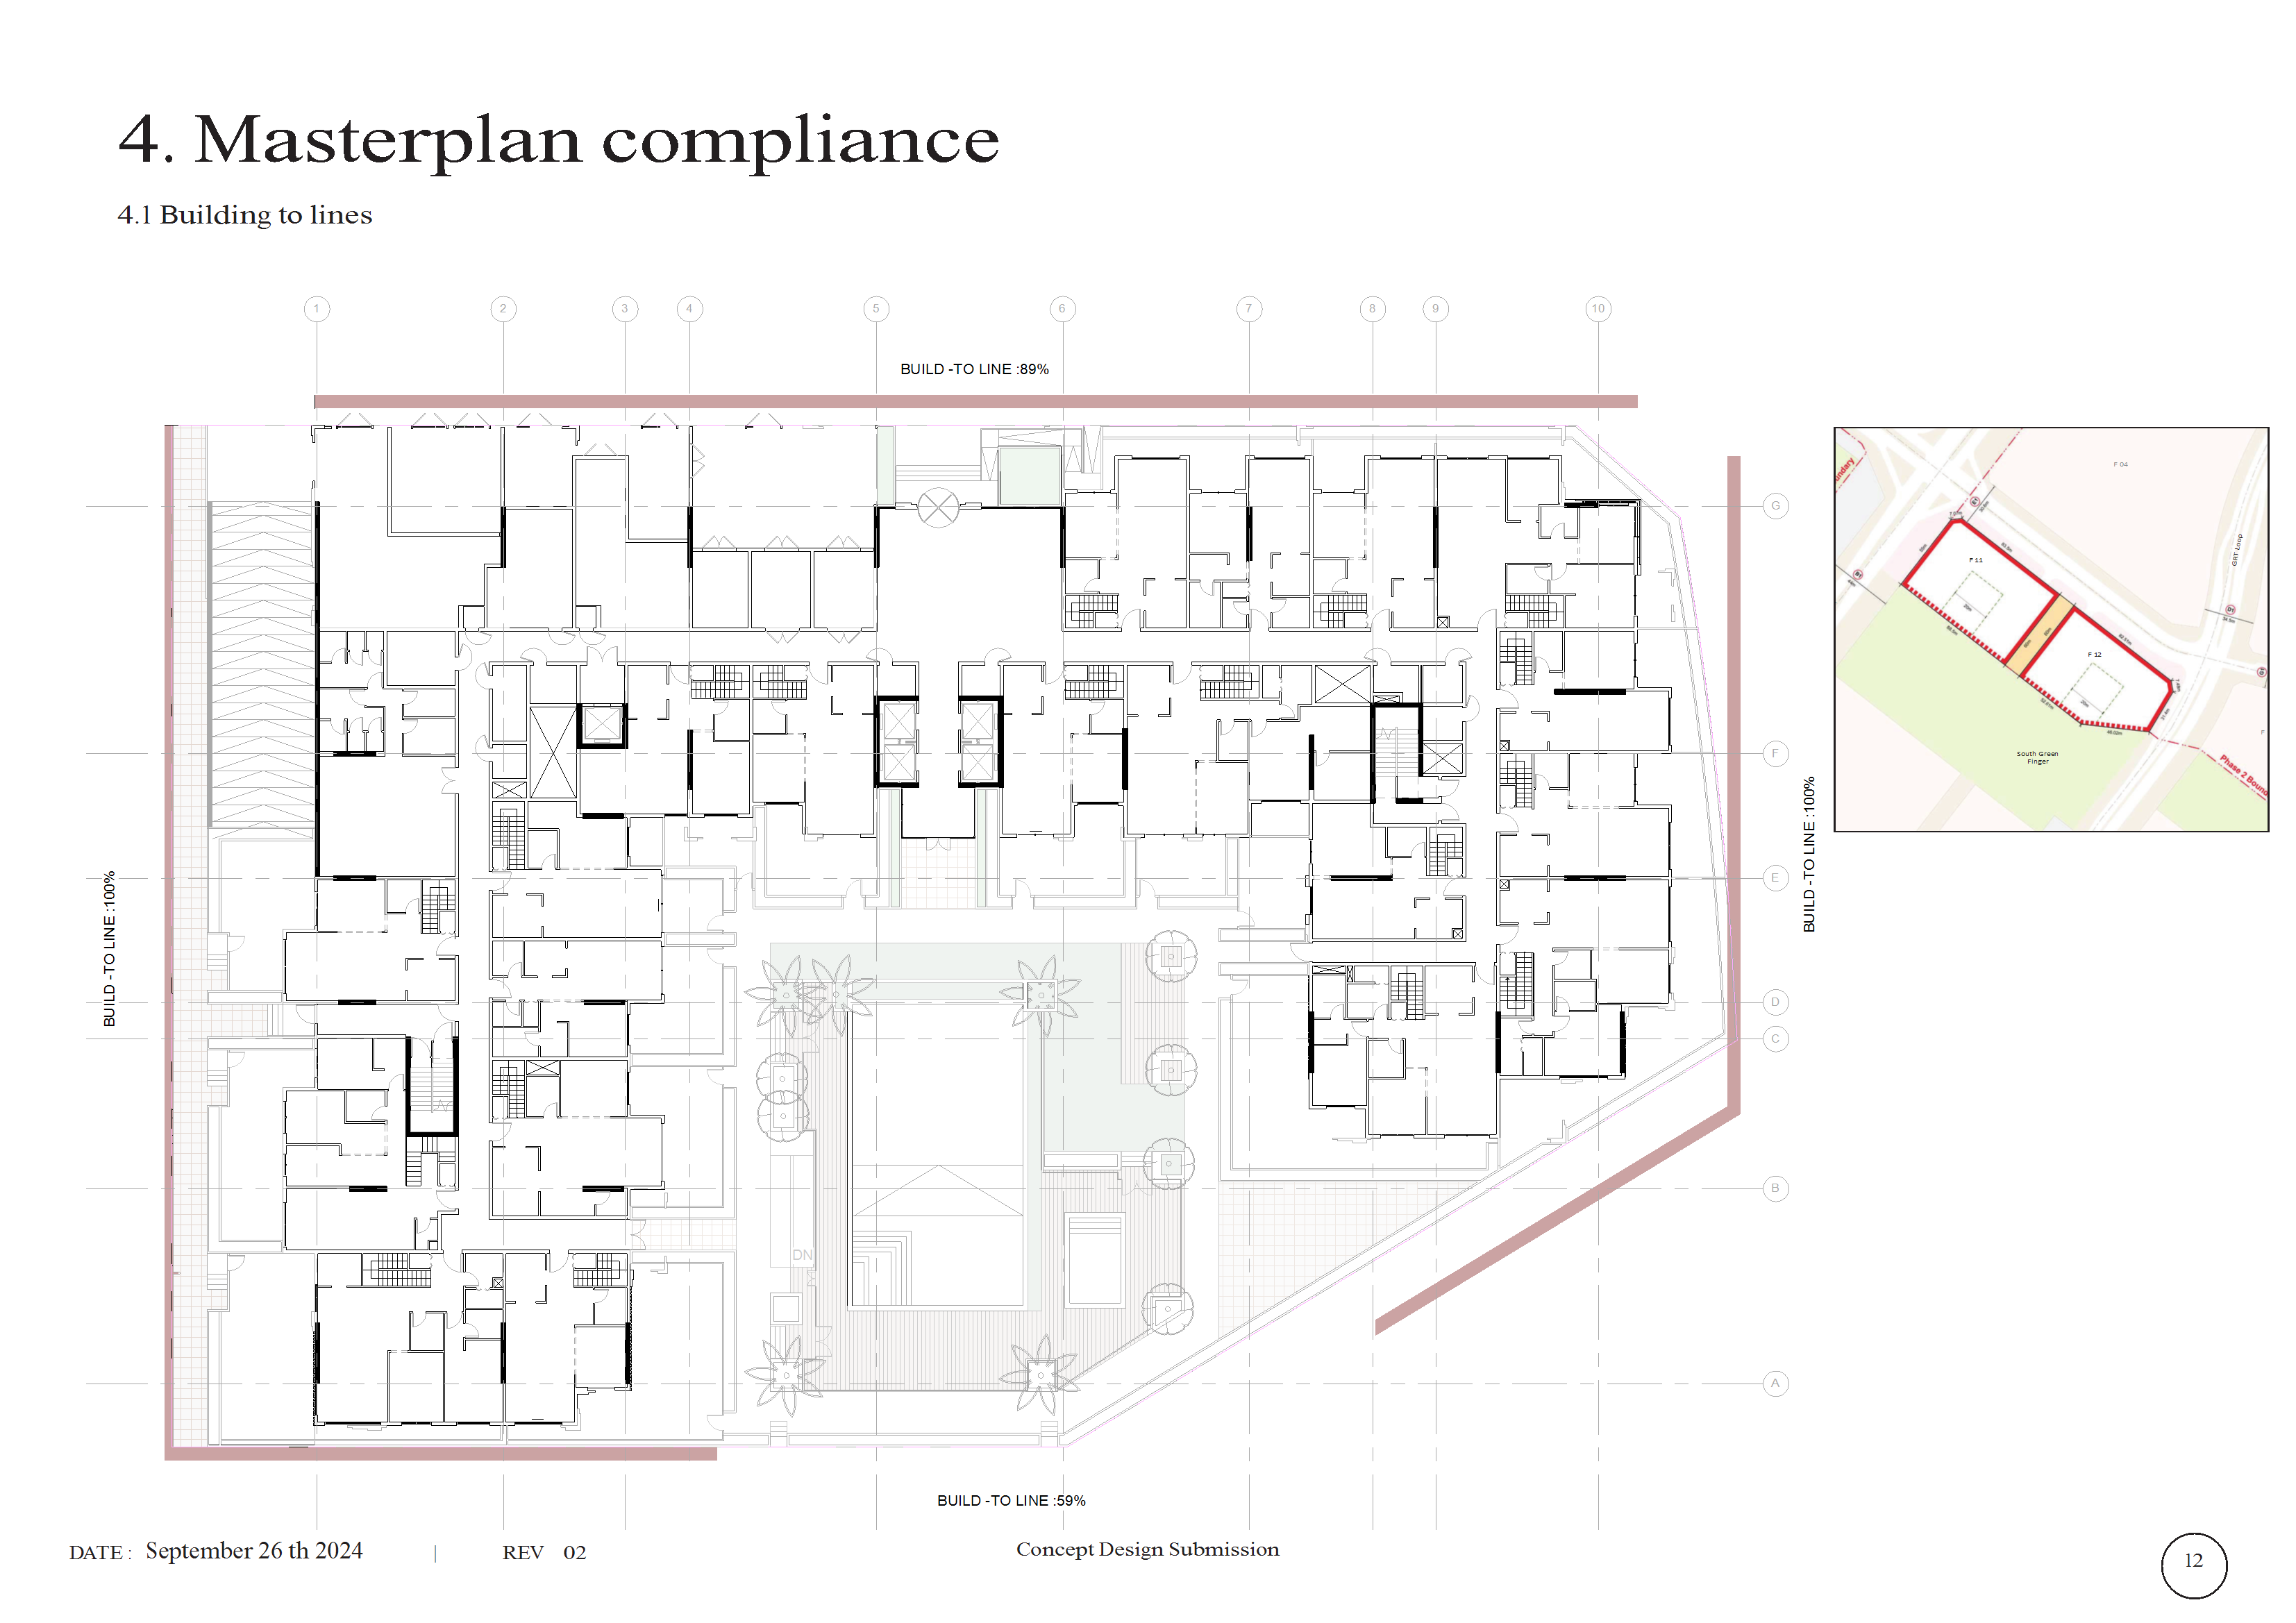 4. Masterplan compliance
4.1 Building to lines
1 2 3 4 5 6 7 8 9 10
BUILD -TO LINE :89%
G
F
E
D
C
B
A
BUILD -TO LINE :100%
BUILD -TO LINE :100%
DN
BUILD -TO LINE :59%
F 04
GRT Loop
F 11
F 12
South Green
Finger
Phase 2 Bound
undary
DATE : September 26 th 2024 | REV 02
Concept Design Submission
12